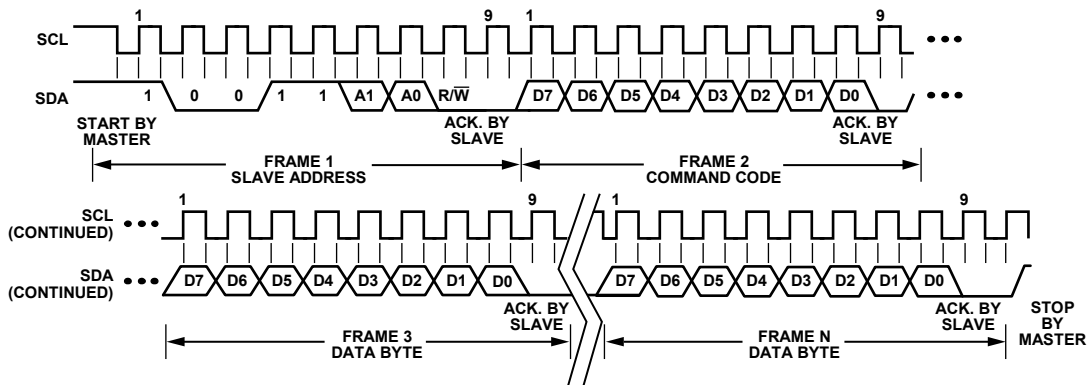 1 9 1 9
SCL
SDA 1 0 0 1 1 A1 A0 R/W̅ D7 D6 D5 D4 D3 D2 D1 D0
START BY
MASTER
ACK. BY
SLAVE
ACK. BY
SLAVE
FRAME 1
SLAVE ADDRESS
FRAME 2
COMMAND CODE
1 9 1 9
SCL
(CONTINUED)
SDA
(CONTINUED)
D7 D6 D5 D4 D3 D2 D1 D0 D7 D6 D5 D4 D3 D2 D1 D0
ACK. BY
SLAVE
ACK. BY
SLAVE
STOP
BY
MASTER
FRAME 3
DATA BYTE
FRAME N
DATA BYTE